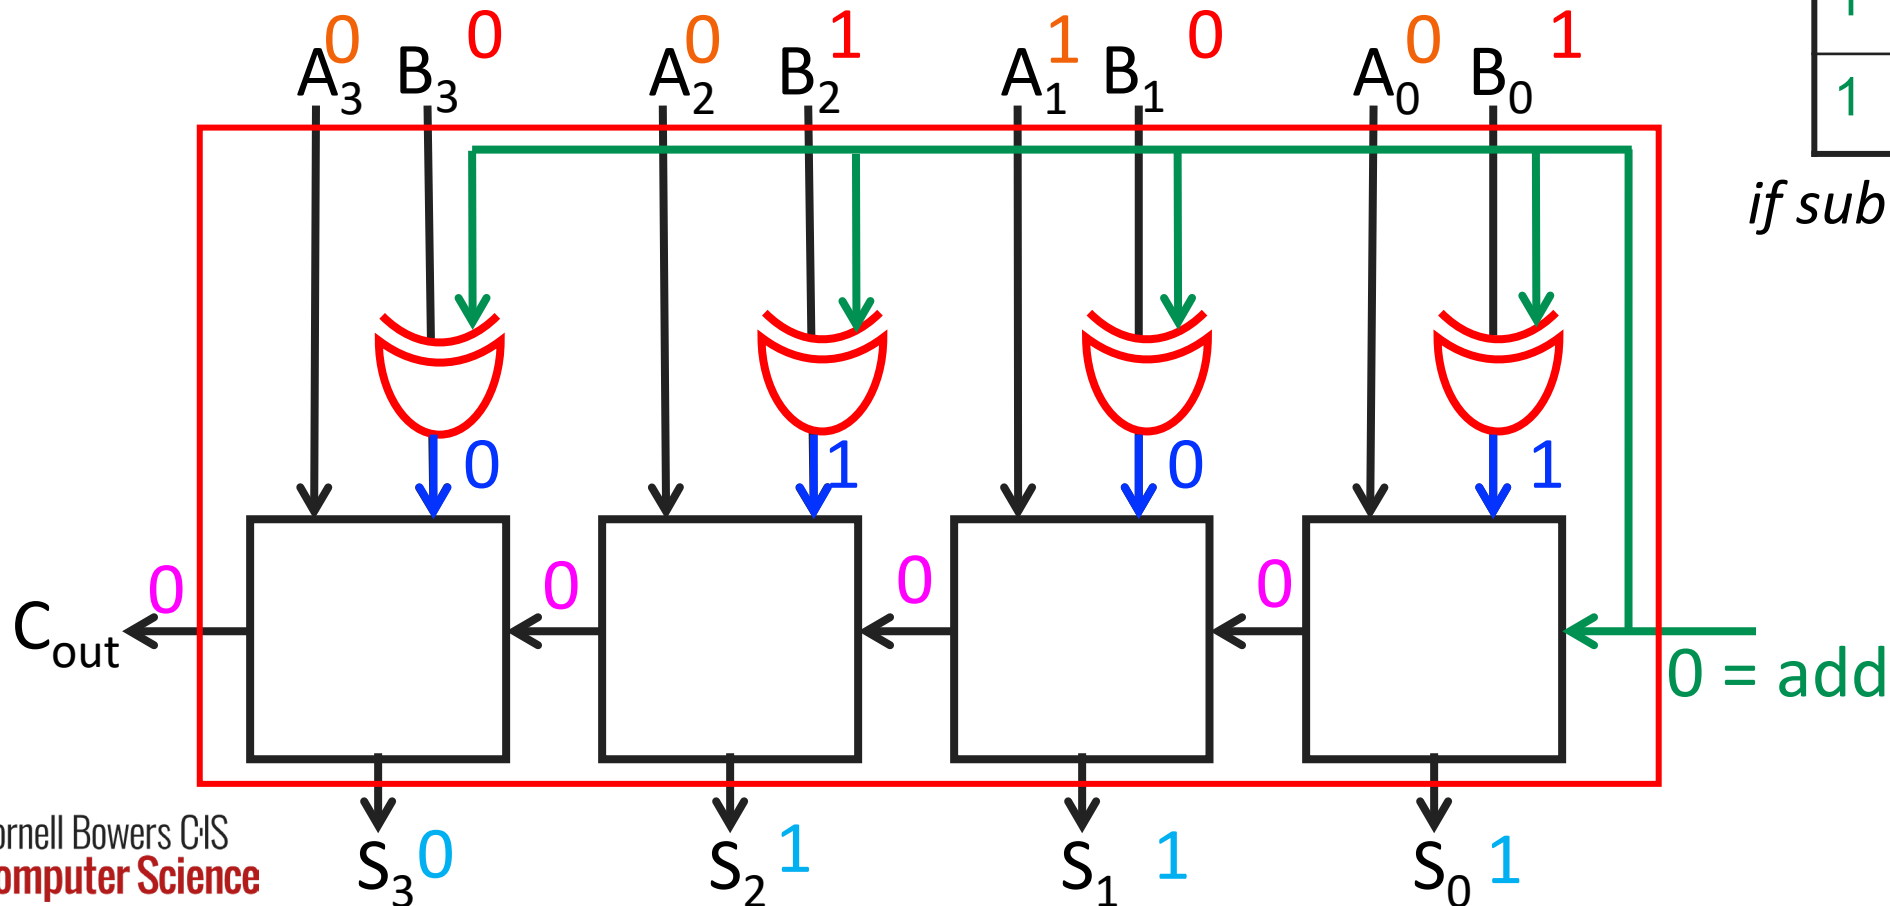 1
0 0 0 1 1 0 0 1
A3 B3 A2 B2 A1 B1 A0 B0
1
if sub
0 1 0 1
0 0 0 0
Cout
0 = add
ornell Bowers C·IS
omputer Science
S3 0 S2 1 S1 1 S0 1